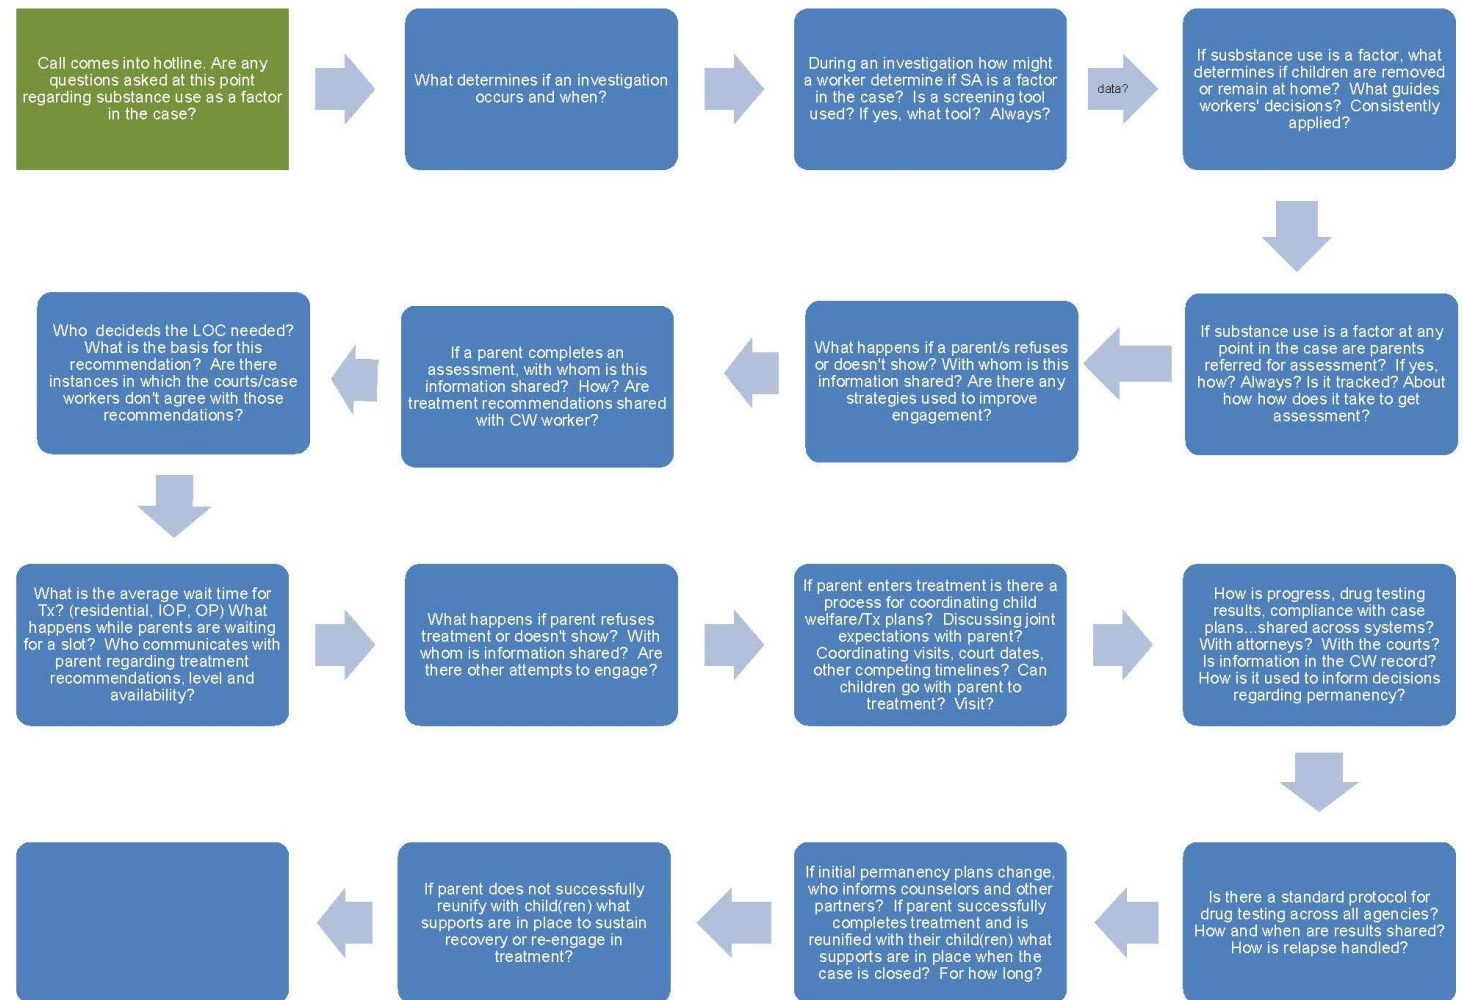 Call comes into hotline. Are any
questions asked at this point
regarding substance use as a factor
in the case?
What determines if an investigation
occurs and when?
During an investigation how might
a worker determine if SA is a factor
in the case? Is a screening tool
used? If yes, what tool? Always?
data?
If susbstance use is a factor, what
determines if children are removed
or remain at home? What guides
workers' decisions? Consistently
applied?
If substance use is a factor at any
point in the case are parents
referred for assessment? If yes,
how? Always? Is it tracked? About
how how does it take to get
assessment?
What happens if a parent/s refuses
or doesn't show? With whom is this
information shared? Are there any
strategies used to improve
engagement?
If a parent completes an
assessment, with whom is this
information shared? How? Are
treatment recommendations shared
with CW worker?
Who decideds the LOC needed?
What is the basis for this
recommendation? Are there
instances in which the courts/case
workers don't agree with those
recommendations?
What is the average wait time for
Tx? (residential, IOP, OP) What
happens while parents are waiting
for a slot? Who communicates with
parent regarding treatment
recommendations, level and
availability?
What happens if parent refuses
treatment or doesn't show? With
whom is information shared? Are
there other attempts to engage?
If parent enters treatment is there a
process for coordinating child
welfare/Tx plans? Discussing joint
expectations with parent?
Coordinating visits, court dates,
other competing timelines? Can
children go with parent to
treatment? Visit?
How is progress, drug testing
results, compliance with case
plans...shared across systems?
With attorneys? With the courts?
Is information in the CW record?
How is it used to inform decisions
regarding permanency?
Is there a standard protocol for
drug testing across all agencies?
How and when are results shared?
How is relapse handled?
If initial permanency plans change,
who informs counselors and other
partners? If parent successfully
completes treatment and is
reunified with their child(ren) what
supports are in place when the
case is closed? For how long?
If parent does not successfully
reunify with child(ren) what
supports are in place to sustain
recovery or re-engage in
treatment?